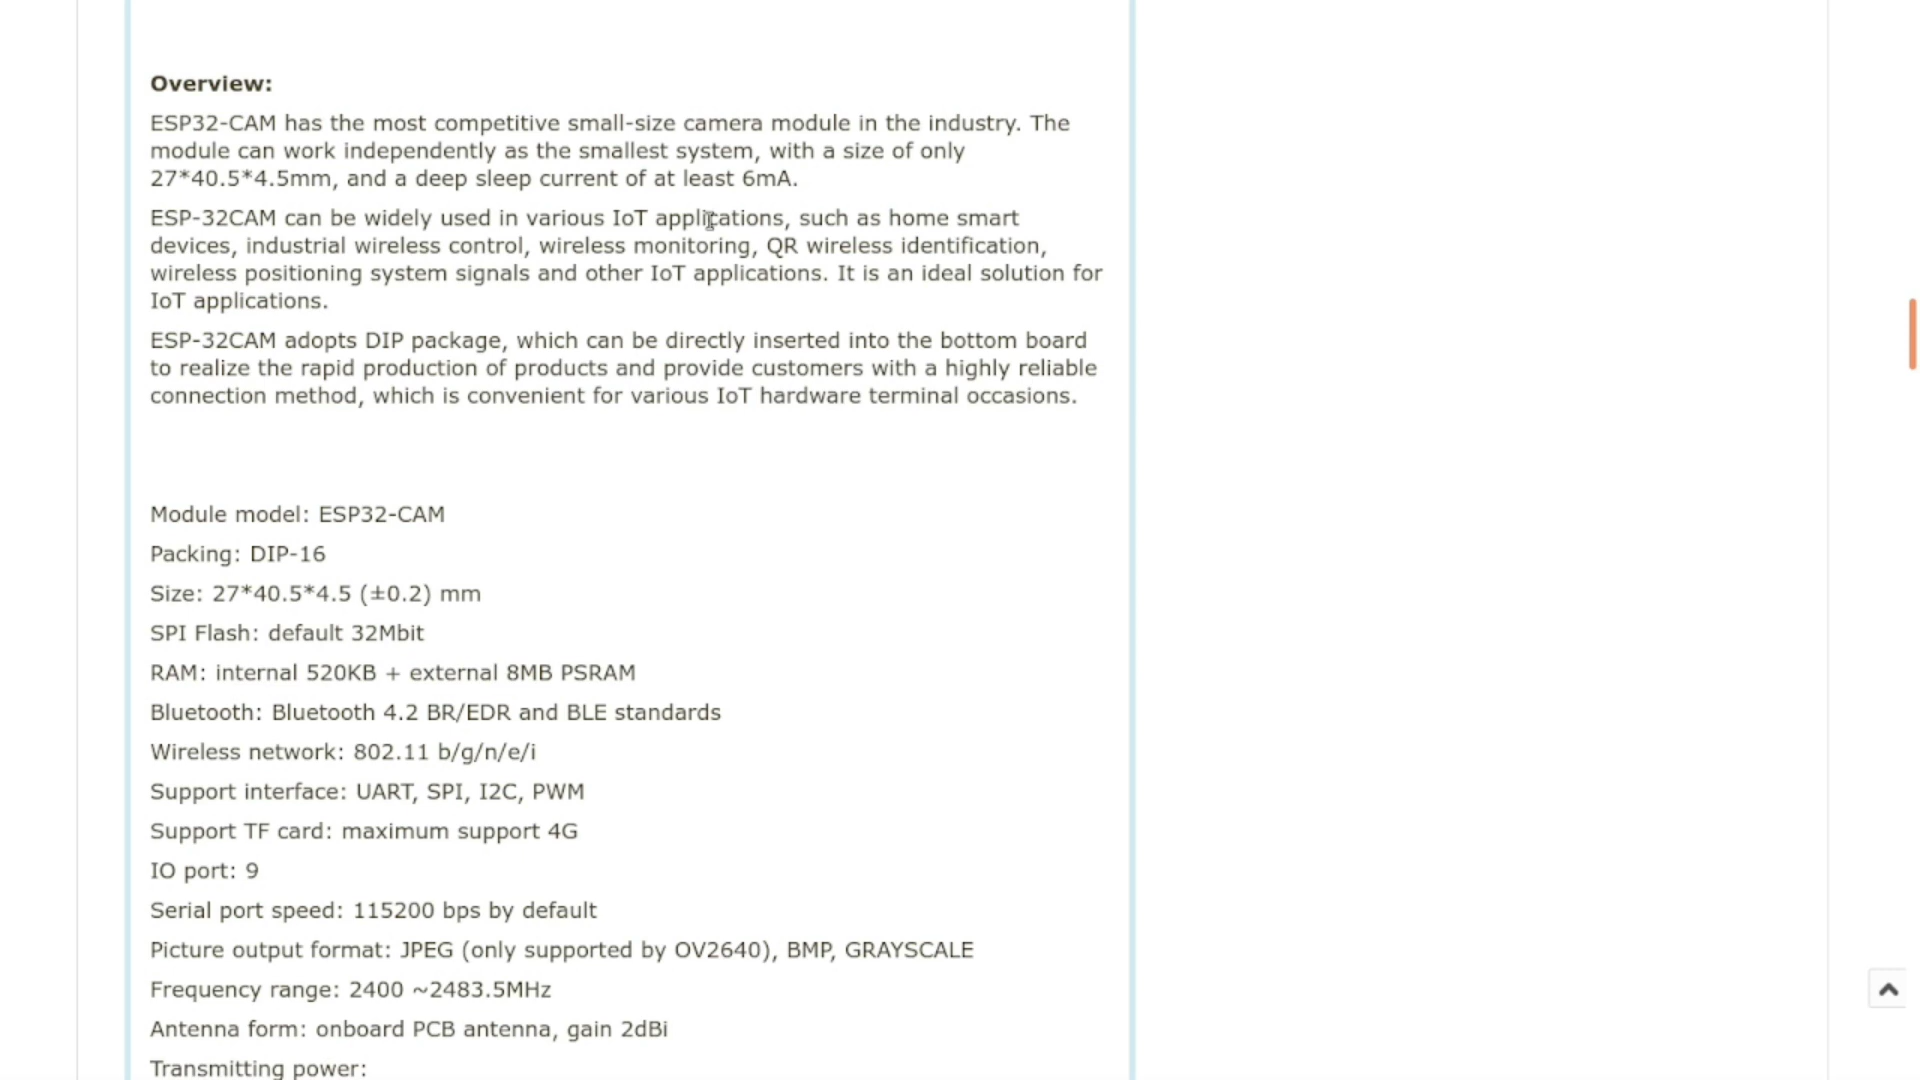 Overview:
ESP32-CAM has the most competitive small-size camera module in the industry. The
module can work independently as the smallest system, with a size of only
27*40.5*4.5mm, and a deep sleep current of at least 6mA.
ESP-32CAM can be widely used in various IoT applications, such as home smart
devices, industrial wireless control, wireless monitoring, QR wireless identification,
wireless positioning system signals and other IoT applications. It is an ideal solution for
IoT applications.
ESP-32CAM adopts DIP package, which can be directly inserted into the bottom board
to realize the rapid production of products and provide customers with a highly reliable
connection method, which is convenient for various IoT hardware terminal occasions.
Module model: ESP32-CAM
Packing: DIP-16
Size: 27*40.5*4.5 (±0.2) mm
SPI Flash: default 32Mbit
RAM: internal 520KB + external 8MB PSRAM
Bluetooth: Bluetooth 4.2 BR/EDR and BLE standards
Wireless network: 802.11 b/g/n/e/i
Support interface: UART, SPI, I2C, PWM
Support TF card: maximum support 4G
IO port: 9
Serial port speed: 115200 bps by default
Picture output format: JPEG (only supported by OV2640), BMP, GRAYSCALE
Frequency range: 2400 ~2483.5MHz
Antenna form: onboard PCB antenna, gain 2dBi
Transmitting power: